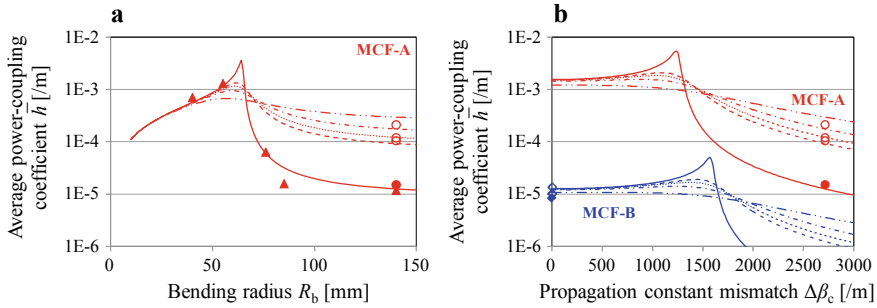 a
MCF-A
1E-2
1E-3
1E-4
1E-5
1E-6
0
50
100
150
Average power-coupling
coefficient h̄ [/m]
Bending radius Rb [mm]
b
MCF-A
MCF-B
1E-2
1E-3
1E-4
1E-5
1E-6
0
500
1000
1500
2000
2500
3000
Average power-coupling
coefficient h̄ [/m]
Propagation constant mismatch Δβc [/m]